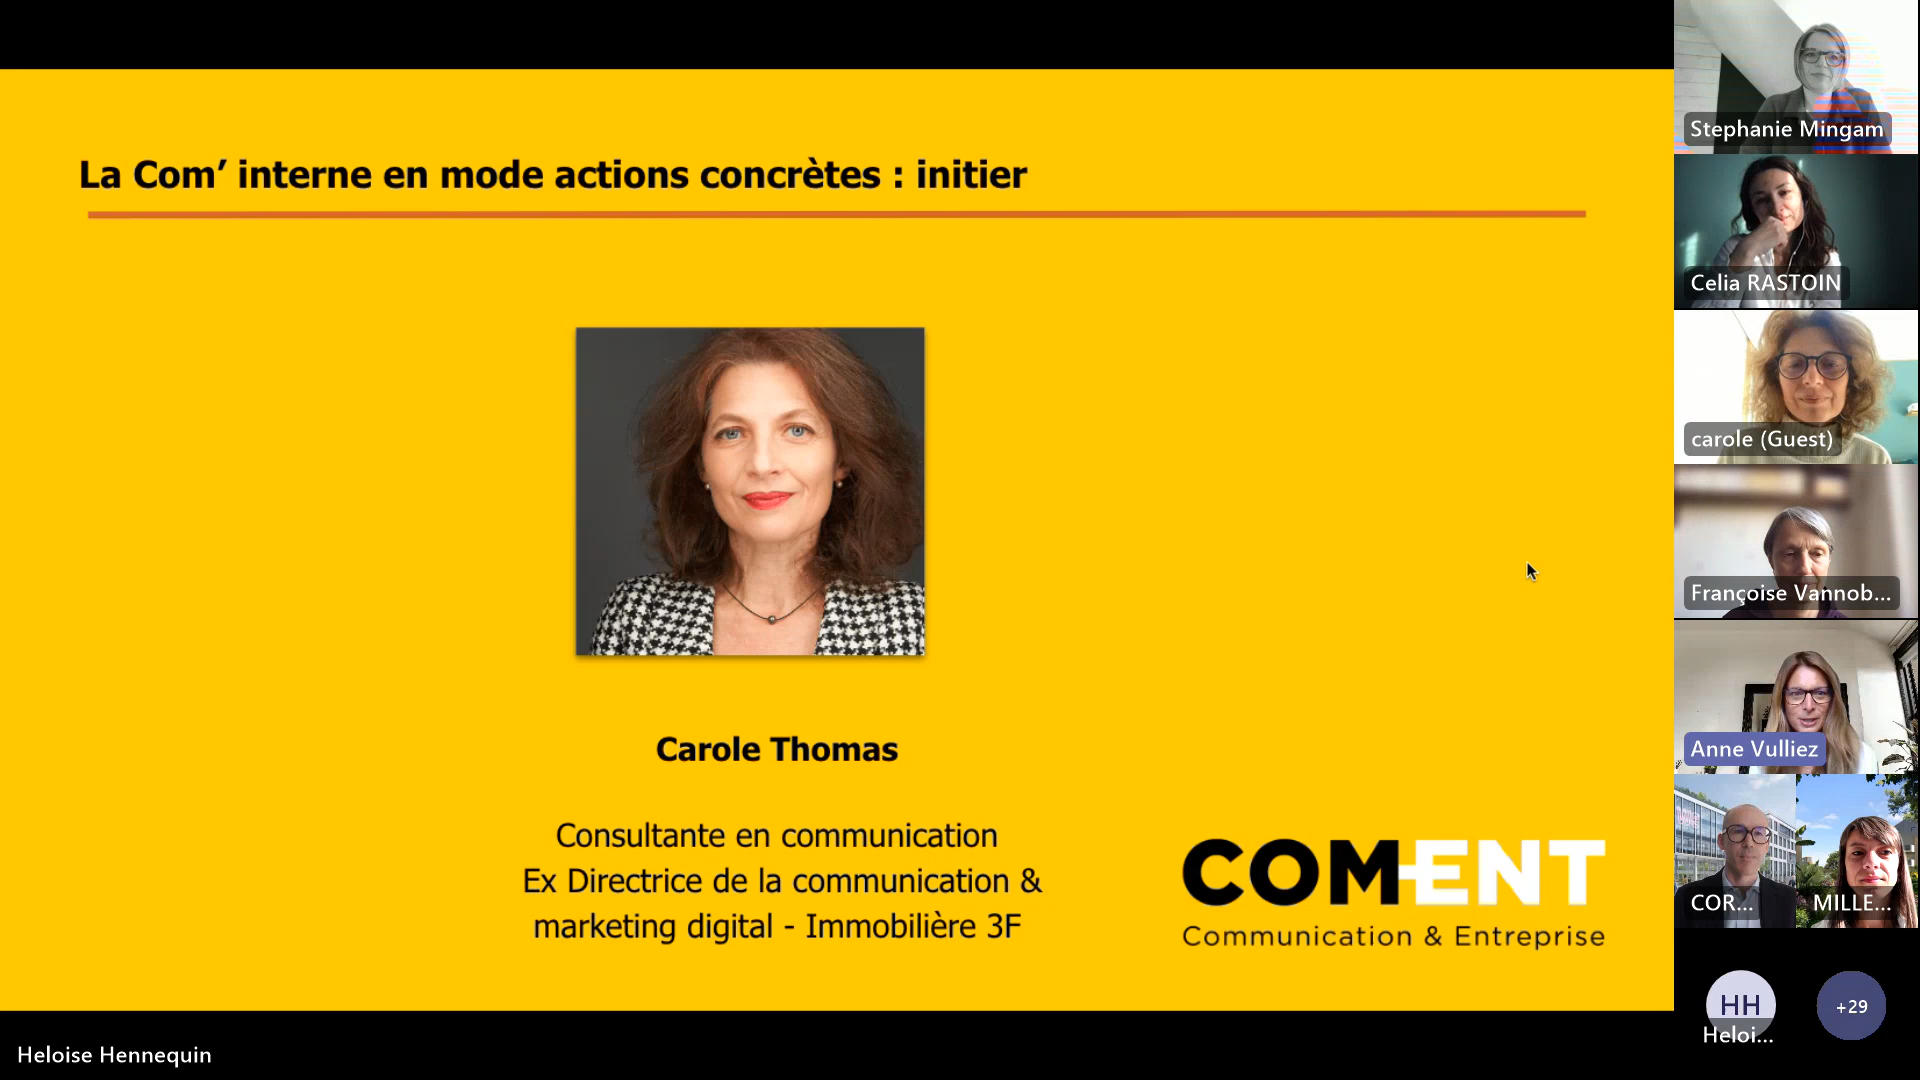 La Com’ interne en mode actions concrètes : initier
Carole Thomas
Consultante en communication
Ex Directrice de la communication &
marketing digital - Immobilière 3F
COMENT
Communication & Entreprise
Heloise Hennequin
Stephanie Mingam
Celia RASTOIN
carole (Guest)
Françoise Vannob...
Anne Vulliez
COR...
MILLE...
HH
Heloi...
+29